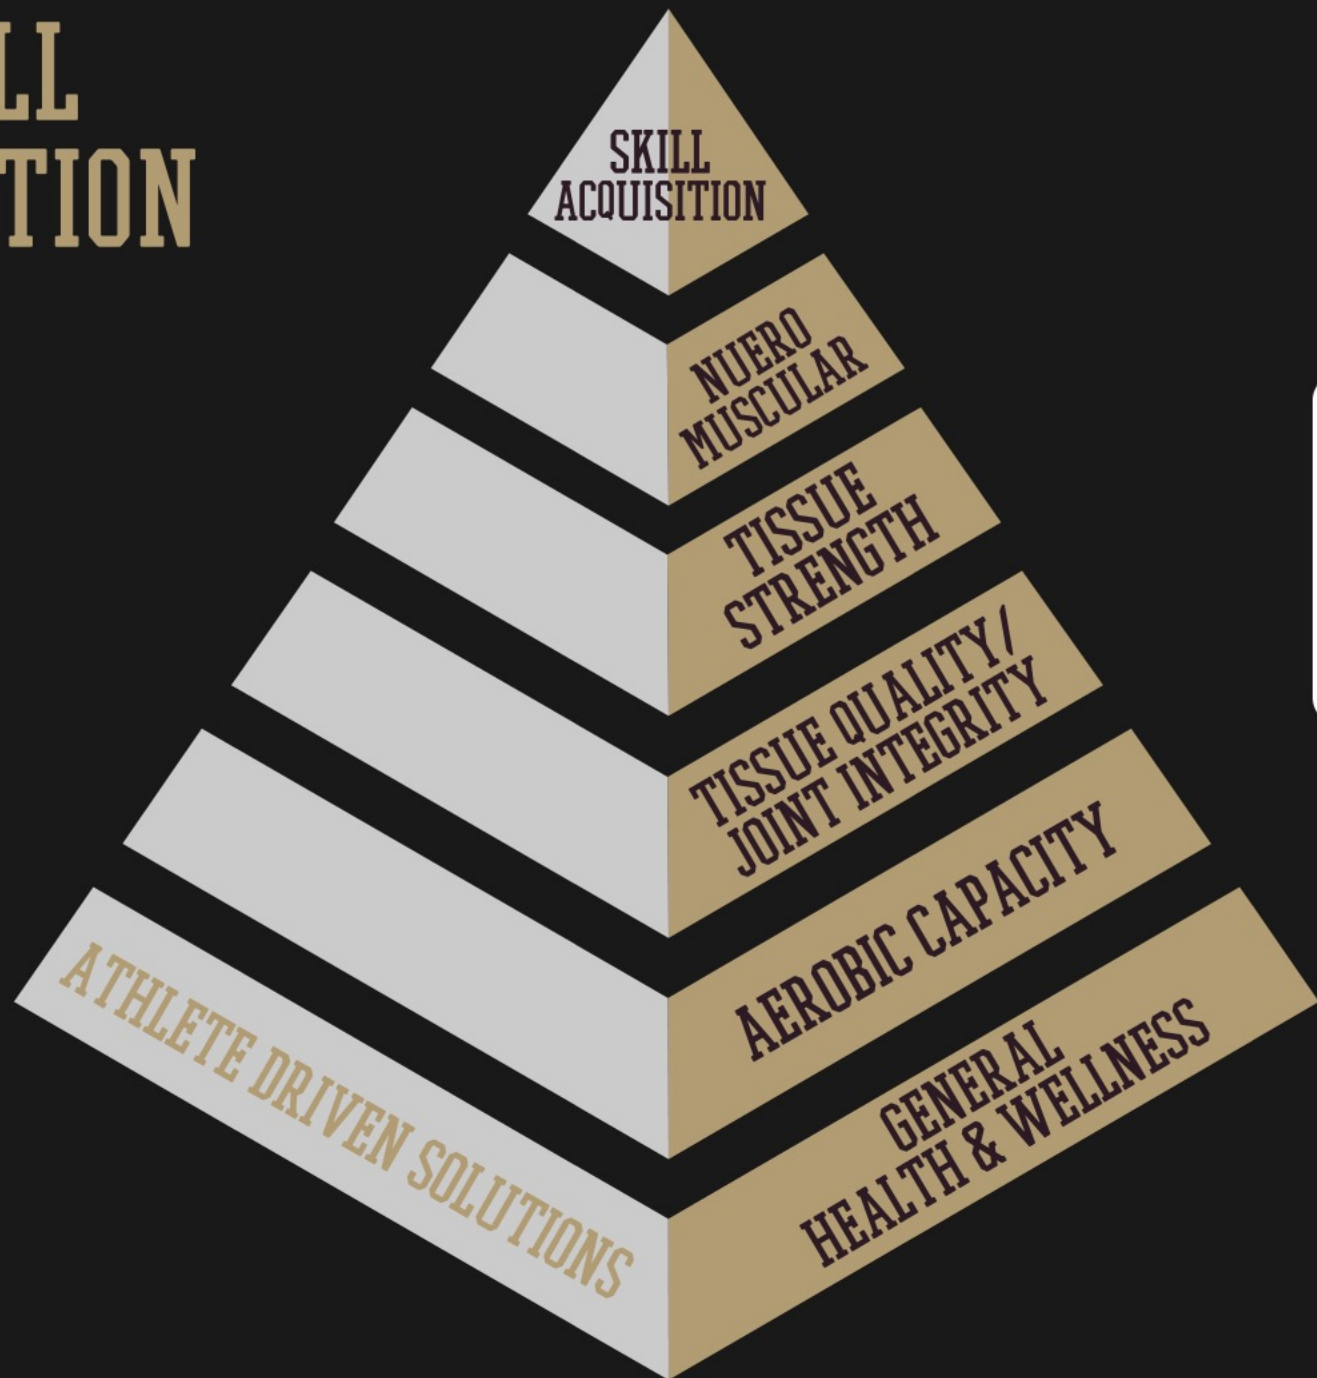 LL
TION
SKILL
ACQUISITION
NUERO
MUSCULAR
TISSUE
STRENGTH
TISSUE QUALITY/
JOINT INTEGRITY
AEROBIC CAPACITY
GENERAL
HEALTH & WELLNESS
ATHLETE DRIVEN SOLUTIONS